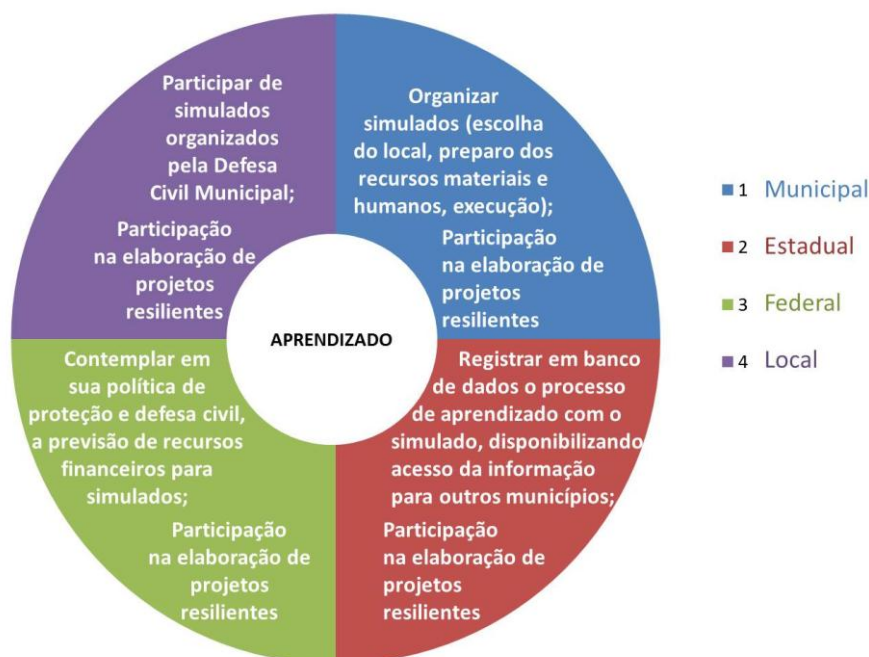 Participar de
simulados
organizados
pela Defesa
Civil Municipal;
Participação
na elaboração de
projetos
resilientes
Organizar
simulados (escolha
do local, preparo dos
recursos materiais e
humanos, execução);
Participação
na elaboração de
projetos
resilientes
APRENDIZADO
Contemplar em
sua política de
proteção e defesa civil,
a previsão de recursos
financeiros para
simulados;
Participação
na elaboração de
projetos
resilientes
Registrar em banco
de dados o processo
de aprendizado com o
simulado, disponibilizando
acesso da informação
para outros municípios;
Participação
na elaboração de
projetos
resilientes
1 Municipal
2 Estadual
3 Federal
4 Local